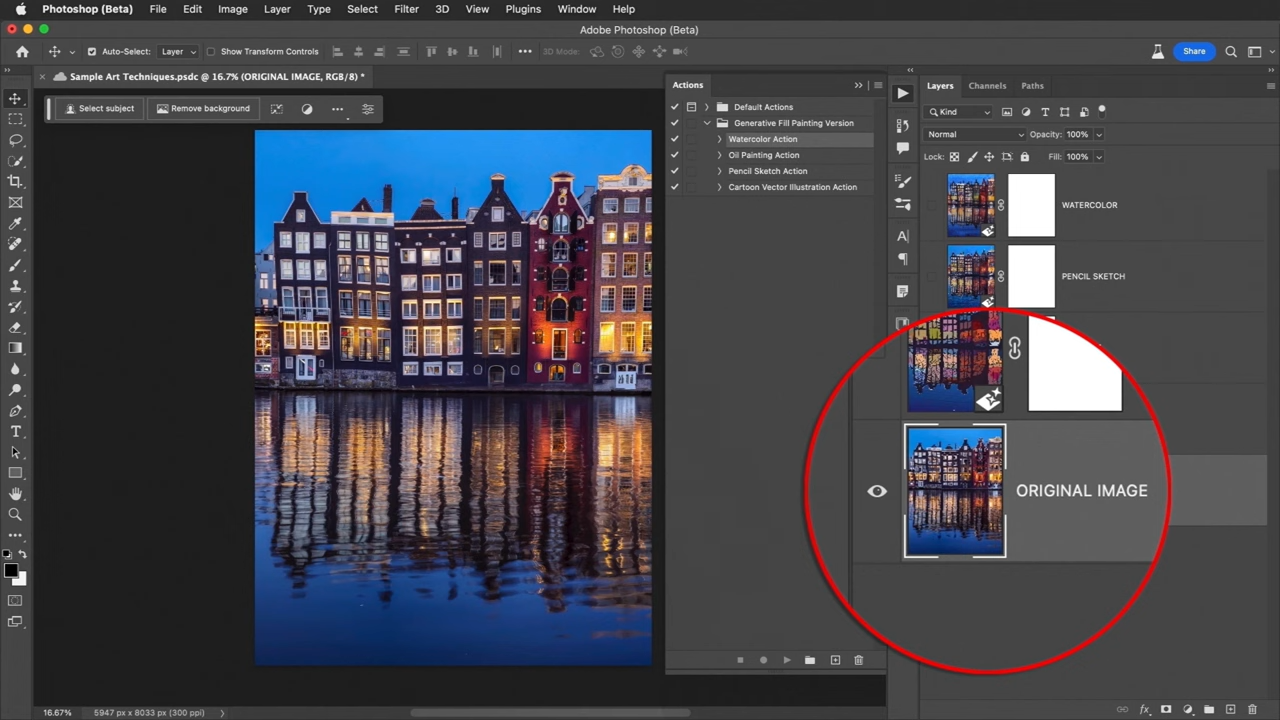 Photoshop (Beta) File Edit Image Layer Type Select Filter 3D View Plugins Window Help
Adobe Photoshop (Beta)
Auto-Select: Layer Show Transform Controls 3D Mode: Share
Sample Art Techniques.psdc @ 16.7% (ORIGINAL IMAGE, RGB/8) *
Select subject Remove background
Actions
Default Actions
Generative Fill Painting Version
Watercolor Action
Oil Painting Action
Pencil Sketch Action
Cartoon Vector Illustration Action
Layers Channels Paths
Kind
Normal Opacity: 100%
Lock: Fill: 100%
WATERCOLOR
PENCIL SKETCH
ORIGINAL IMAGE
16.67% 5947 px x 8033 px (300 ppi)